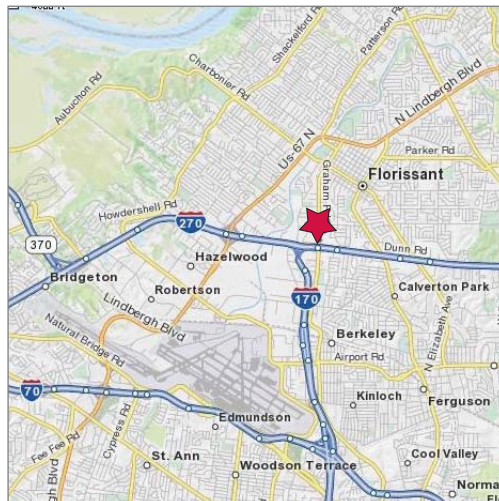 Shackelford Rd
Patterson Rd
Charbonier Rd
Aubuchon Rd
N Lindbergh Blvd
Us-67 N
Parker Rd
Graham
Florissant
Howdershell Rd
270
370
Dunn Rd
Hazelwood
Bridgeton
Robertson
170
Calverton Park
Lindbergh Blvd
Natural Bridge Rd
Berkeley
N Elizabeth Ave
Airport Rd
70
Kinloch
Ferguson
Edmundson
Cypress Rd
Fee Fee Rd
St. Ann
Cool Valley
Woodson Terrace
Blvd